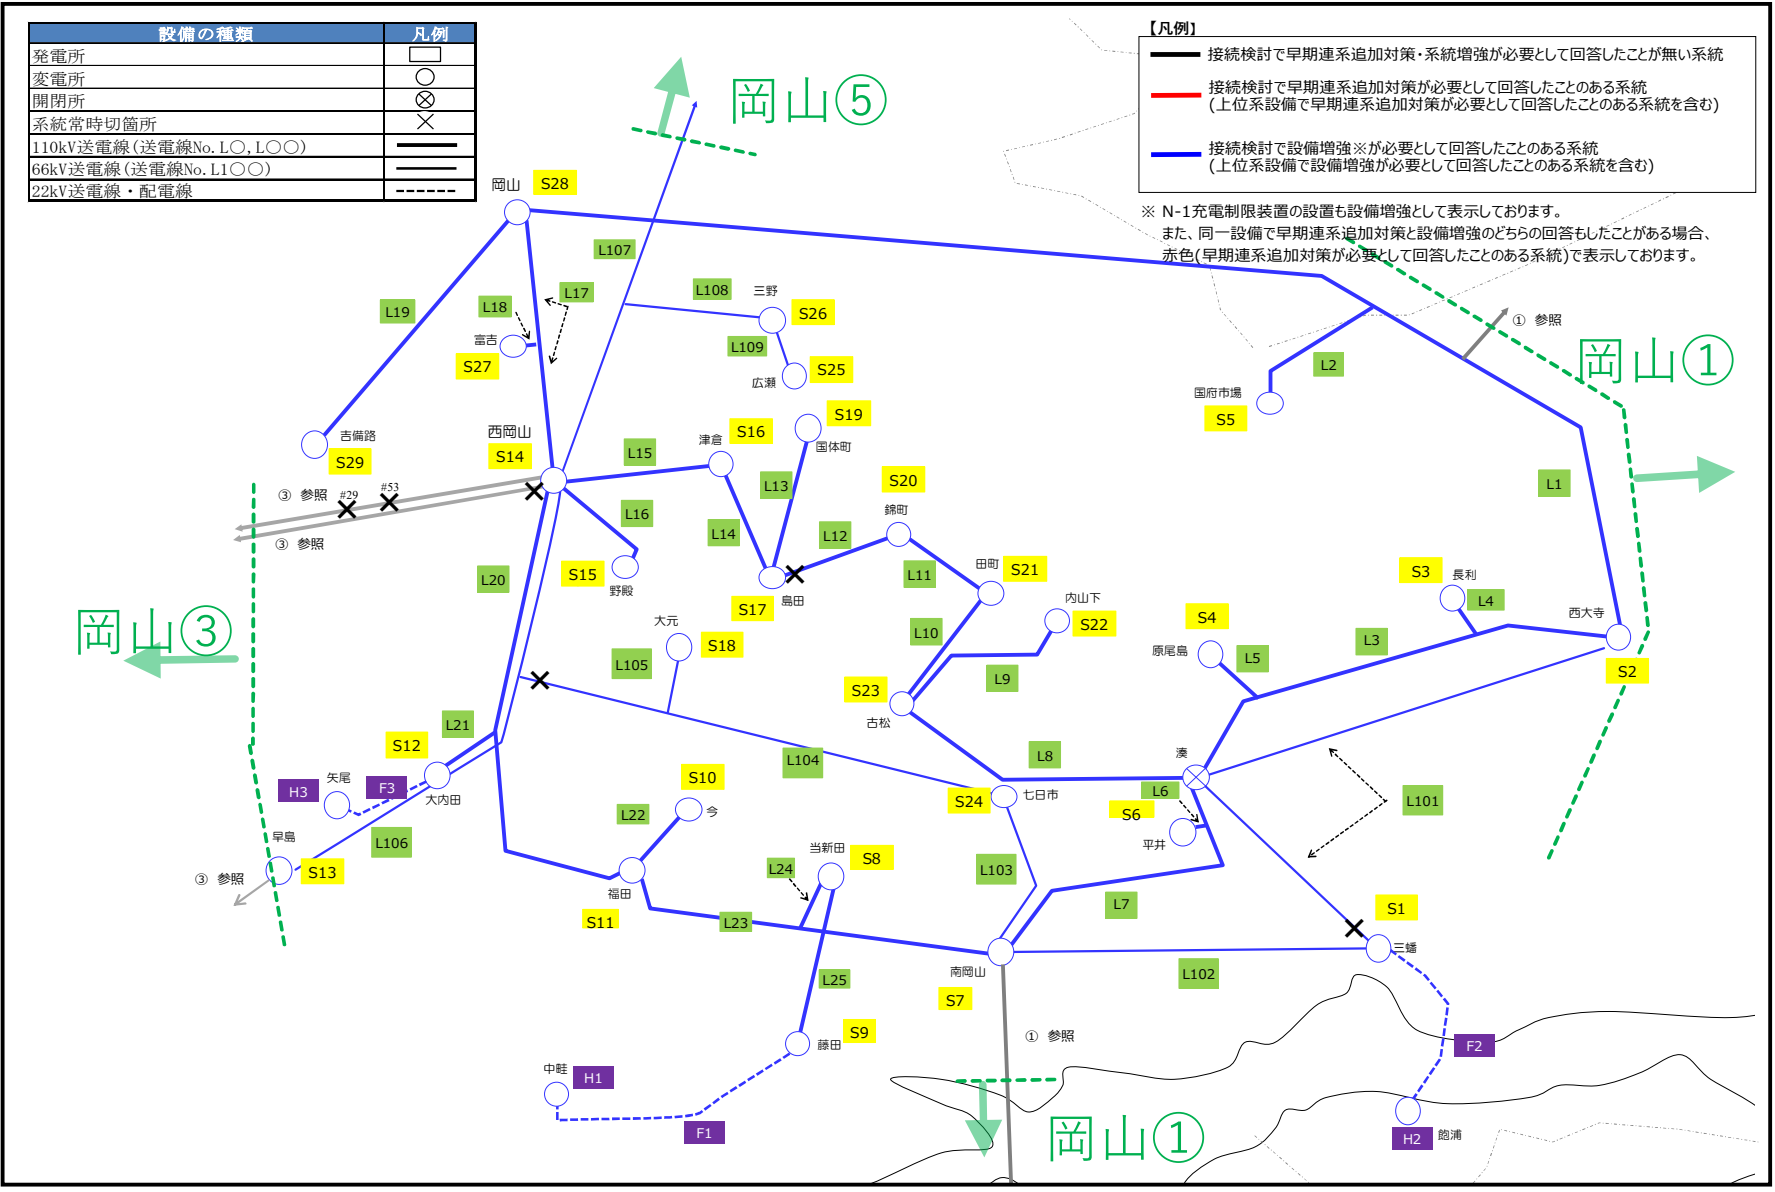 設備の種類 凡例
発電所
変電所
開閉所
系統常時切箇所
110kV送電線(送電線No. L〇, L〇〇)
66kV送電線(送電線No. L1〇〇)
22kV送電線・配電線
【凡例】
接続検討で早期連系追加対策・系統増強が必要として回答したことが無い系統
接続検討で早期連系追加対策が必要として回答したことのある系統
(上位系設備で早期連系追加対策が必要として回答したことのある系統を含む)
接続検討で設備増強※が必要として回答したことのある系統
(上位系設備で設備増強が必要として回答したことのある系統を含む)
※ N-1充電制限装置の設置も設備増強として表示しております。
また、同一設備で早期連系追加対策と設備増強のどちらの回答もしたことがある場合、
赤色(早期連系追加対策が必要として回答したことのある系統)で表示しております。
岡山⑤
岡山 S28
L107
L108
三野
S26
L17
L18
L19
富吉
S27
L109
広瀬
S25
① 参照
岡山①
L2
国府市場
S5
吉備路
S29
西岡山
S14
L15
津倉
S16
S19
国体町
③ 参照
#29
#53
③ 参照
L13
S20
錦町
L1
L16
L14
L12
S15
野殿
S17
島田
L11
田町
S21
L20
岡山③
大元
S18
L105
L10
内山下
S22
S4
原尾島
L5
S3
長利
L4
西大寺
L3
S2
L9
S23
古松
L21
S12
大内田
矢尾
H3
F3
L104
L8
湊
S10
今
L22
S24
七日市
L6
S6
平井
L101
早島
S13
L106
③ 参照
当新田
S8
L24
L103
福田
S11
L23
L7
S1
三幡
L25
南岡山
S7
L102
藤田
S9
① 参照
F2
中畦
H1
F1
岡山①
H2
飽浦